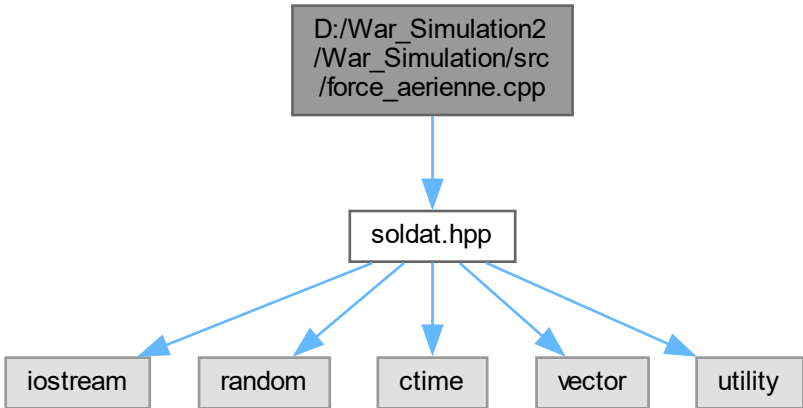 D:/War_Simulation2
/War_Simulation/src
/force_aerienne.cpp
soldat.hpp
iostream
random
ctime
vector
utility